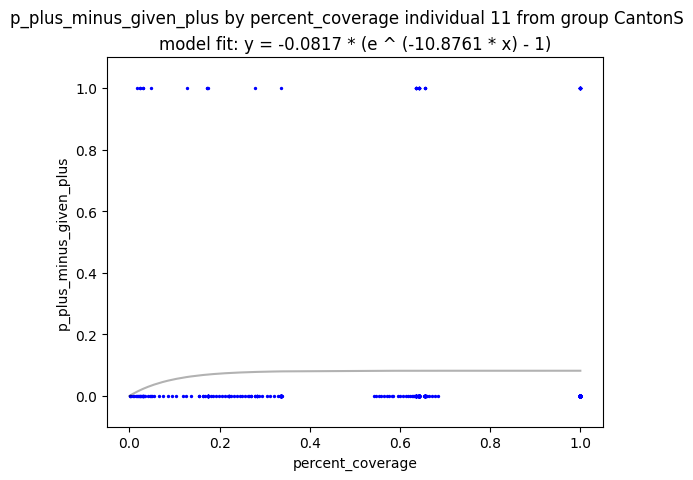 p_plus_minus_given_plus by percent_coverage individual 11 from group CantonS
model fit: y = -0.0817 * (e ^ (-10.8761 * x) - 1)
1.0
0.8
0.6
0.4
0.2
0.0
p_plus_minus_given_plus
0.0 0.2 0.4 0.6 0.8 1.0
percent_coverage